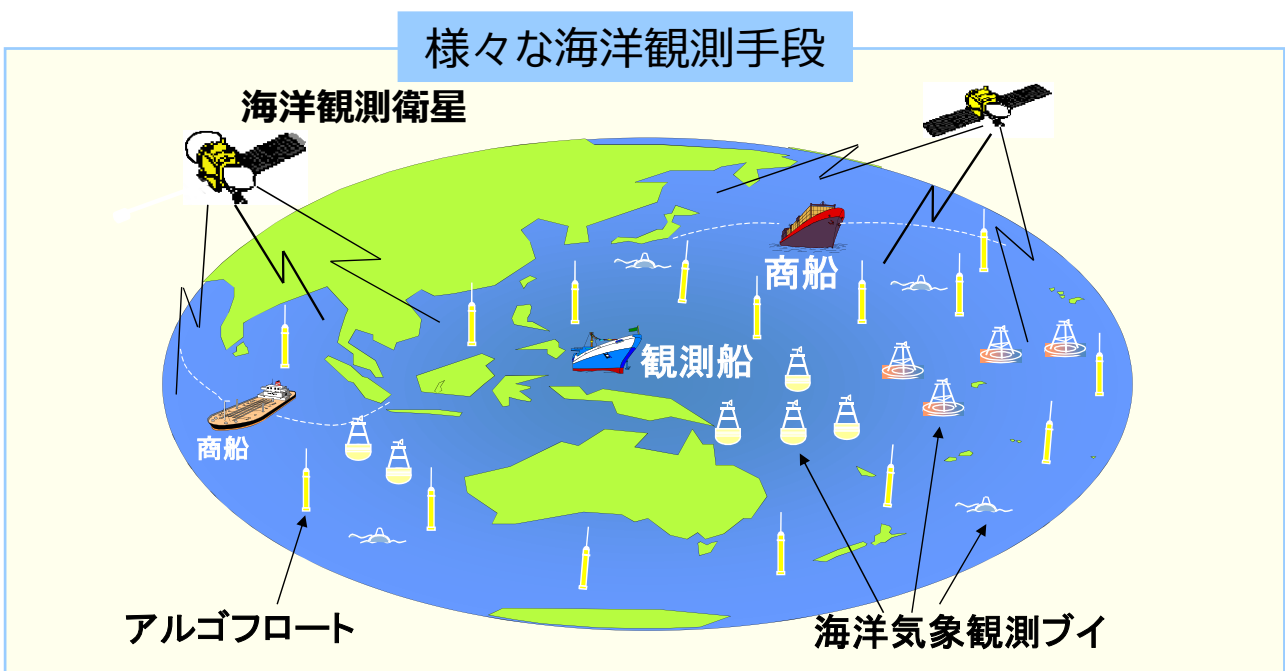 様々な海洋観測手段
海洋観測衛星
商船
観測船
商船
アルゴフロート
海洋気象観測ブイ